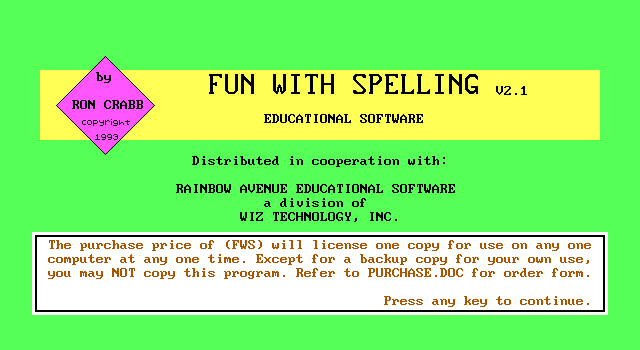 by
RON CRABB
copyright
1993
FUN WITH SPELLING V2.1
EDUCATIONAL SOFTWARE
Distributed in cooperation with:
RAINBOW AVENUE EDUCATIONAL SOFTWARE
a division of
WIZ TECHNOLOGY, INC.
The purchase price of (FWS) will license one copy for use on any one
computer at any one time. Except for a backup copy for your own use,
you may NOT copy this program. Refer to PURCHASE.DOC for order form.
Press any key to continue.